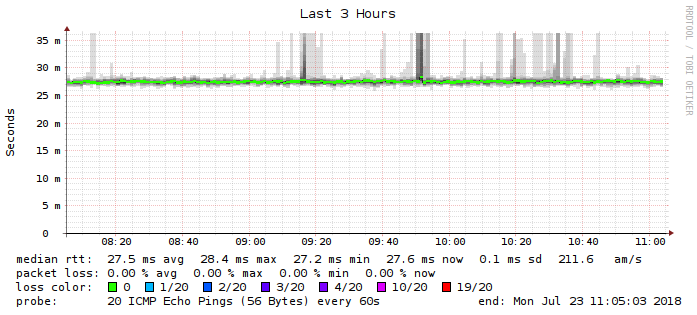 Last 3 Hours
RRDTOOL / TOBI OETIKER
Seconds
35 m
30 m
25 m
20 m
15 m
10 m
5 m
0
08:20 08:40 09:00 09:20 09:40 10:00 10:20 10:40 11:00
median rtt: 27.5 ms avg 28.4 ms max 27.2 ms min 27.6 ms now 0.1 ms sd 211.6 am/s
packet loss: 0.00 % avg 0.00 % max 0.00 % min 0.00 % now
loss color: 0 1/20 2/20 3/20 4/20 10/20 19/20
probe: 20 ICMP Echo Pings (56 Bytes) every 60s end: Mon Jul 23 11:05:03 2018